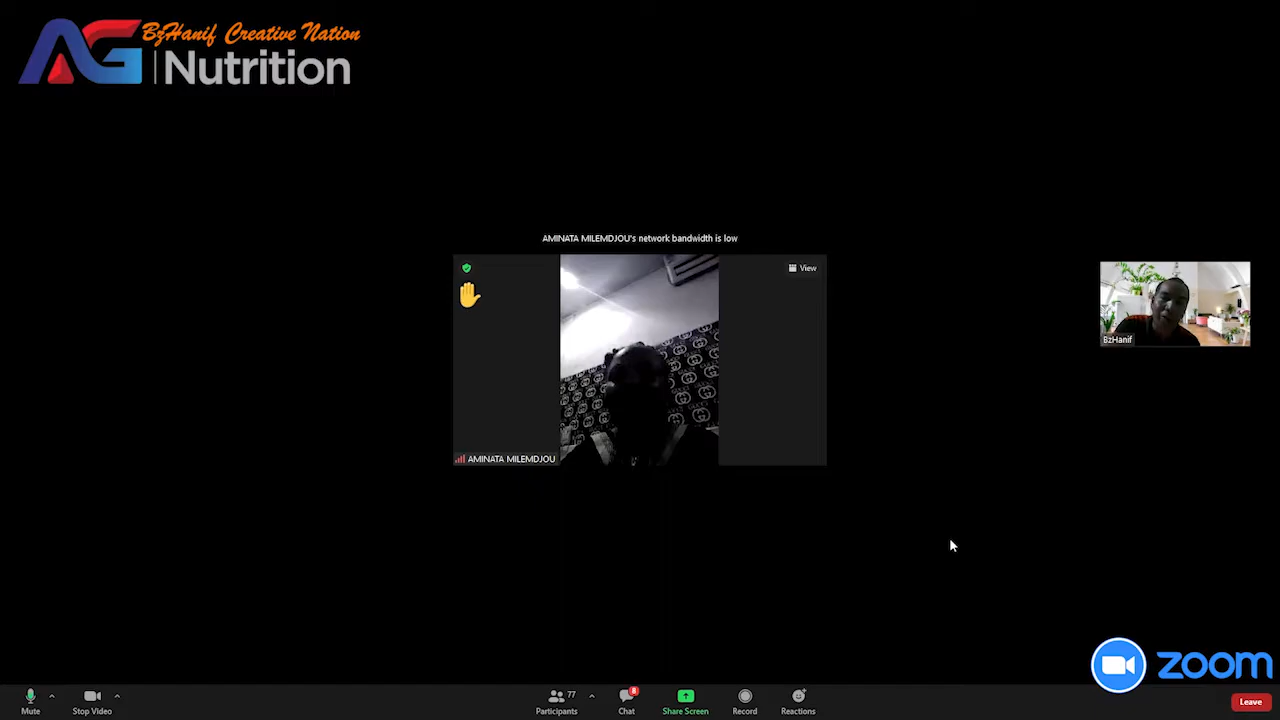 AG
BzHanif Creative Nation
Nutrition
AMINATA MILEMDJOU's network bandwidth is low
View
AMINATA MILEMDJOU
BzHanif
zoom
Mute
Stop Video
77
Participants
8
Chat
Share Screen
Record
Reactions
Leave